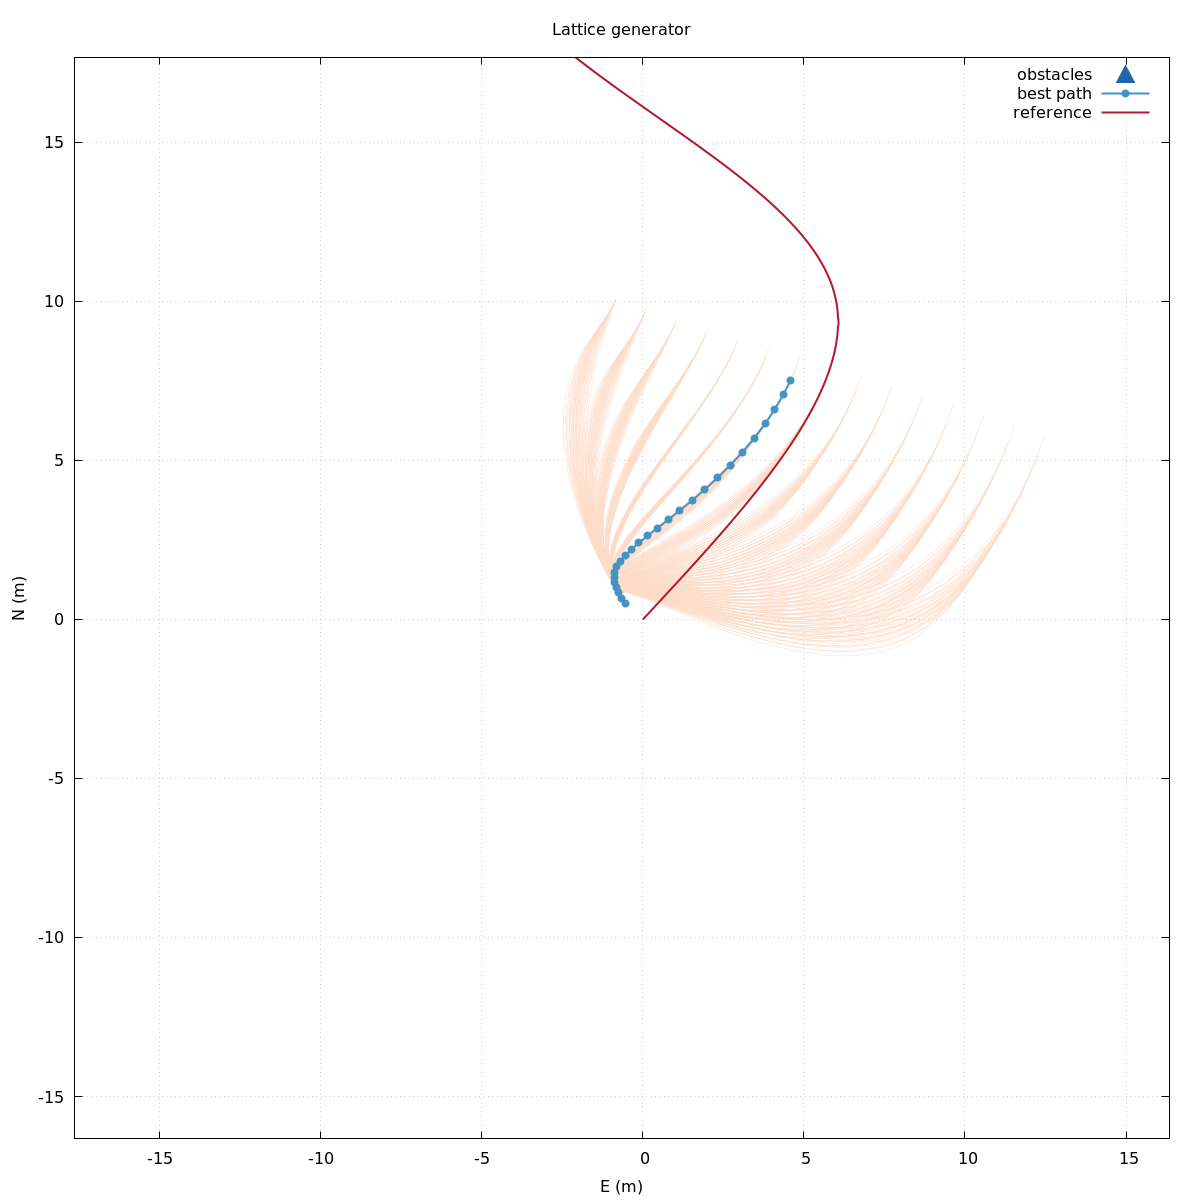 Lattice generator
obstacles
best path
reference
15
10
5
0
-5
-10
-15
N (m)
-15 -10 -5 0 5 10 15
E (m)